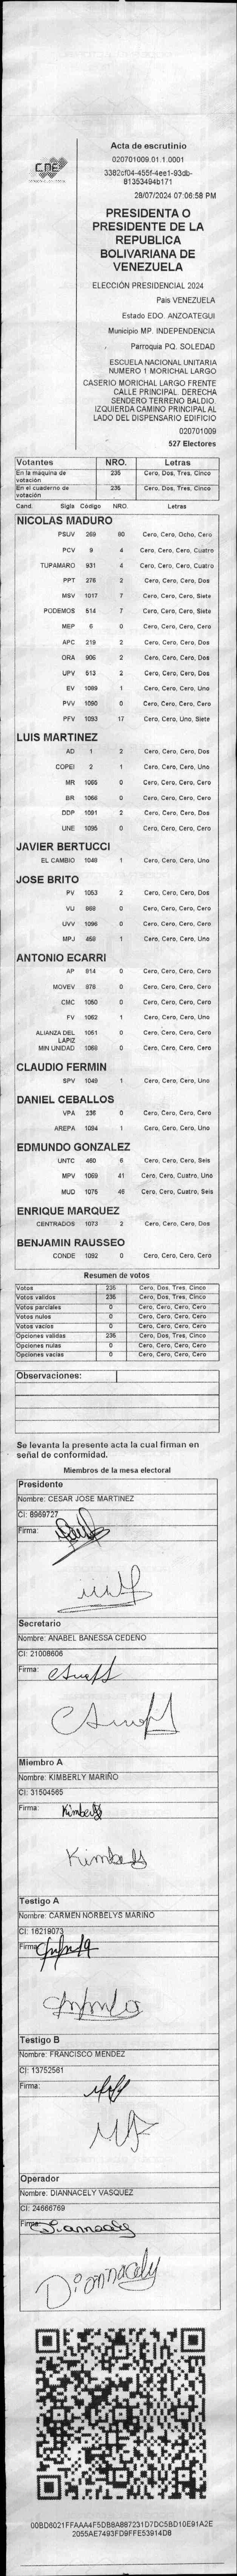 CNE
Acta de escrutinio
020701009.01.1.0001
3382cf04-455f-4ee1-93db-
81353494b171
28/07/2024 07:06:58 PM
PRESIDENTA O
PRESIDENTE DE LA
REPUBLICA
BOLIVARIANA DE
VENEZUELA
ELECCIÓN PRESIDENCIAL 2024
Pais VENEZUELA
Estado EDO. ANZOATEGUI
Municipio MP. INDEPENDENCIA
Parroquia PQ. SOLEDAD
ESCUELA NACIONAL UNITARIA
NUMERO 1 MORICHAL LARGO
CASERIO MORICHAL LARGO FRENTE
CALLE PRINCIPAL. DERECHA
SENDERO TERRENO BALDIO.
IZQUIERDA CAMINO PRINCIPAL AL
LADO DEL DISPENSARIO EDIFICIO
020701009
527 Electores
Votantes NRO. Letras
En la máquina de votación 235 Cero, Dos, Tres, Cinco
En el cuaderno de votación 235 Cero, Dos, Tres, Cinco
Cand. Sigla Código NRO. Letras
NICOLAS MADURO
PSUV 269 80 Cero, Cero, Ocho, Cero
PCV 9 4 Cero, Cero, Cero, Cuatro
TUPAMARO 931 4 Cero, Cero, Cero, Cuatro
PPT 276 2 Cero, Cero, Cero, Dos
MSV 1017 7 Cero, Cero, Cero, Siete
PODEMOS 514 7 Cero, Cero, Cero, Siete
MEP 6 0 Cero, Cero, Cero, Cero
APC 219 2 Cero, Cero, Cero, Dos
ORA 906 2 Cero, Cero, Cero, Dos
UPV 513 2 Cero, Cero, Cero, Dos
EV 1089 1 Cero, Cero, Cero, Uno
PVV 1090 0 Cero, Cero, Cero, Cero
PFV 1093 17 Cero, Cero, Uno, Siete
LUIS MARTINEZ
AD 1 2 Cero, Cero, Cero, Dos
COPEI 2 1 Cero, Cero, Cero, Uno
MR 1065 0 Cero, Cero, Cero, Cero
BR 1066 0 Cero, Cero, Cero, Cero
DDP 1091 2 Cero, Cero, Cero, Dos
UNE 1095 0 Cero, Cero, Cero, Cero
JAVIER BERTUCCI
EL CAMBIO 1048 1 Cero, Cero, Cero, Uno
JOSE BRITO
PV 1053 2 Cero, Cero, Cero, Dos
VU 968 0 Cero, Cero, Cero, Cero
UVV 1096 0 Cero, Cero, Cero, Cero
MPJ 458 1 Cero, Cero, Cero, Uno
ANTONIO ECARRI
AP 914 0 Cero, Cero, Cero, Cero
MOVEV 978 0 Cero, Cero, Cero, Cero
CMC 1050 0 Cero, Cero, Cero, Cero
FV 1062 1 Cero, Cero, Cero, Uno
ALIANZA DEL LAPIZ 1051 0 Cero, Cero, Cero, Cero
MIN UNIDAD 1068 0 Cero, Cero, Cero, Cero
CLAUDIO FERMIN
SPV 1049 1 Cero, Cero, Cero, Uno
DANIEL CEBALLOS
VPA 236 0 Cero, Cero, Cero, Cero
AREPA 1094 1 Cero, Cero, Cero, Uno
EDMUNDO GONZALEZ
UNTC 460 6 Cero, Cero, Cero, Seis
MPV 1069 41 Cero, Cero, Cuatro, Uno
MUD 1075 46 Cero, Cero, Cuatro, Seis
ENRIQUE MARQUEZ
CENTRADOS 1073 2 Cero, Cero, Cero, Dos
BENJAMIN RAUSSEO
CONDE 1092 0 Cero, Cero, Cero, Cero
Resumen de votos
Votos 235 Cero, Dos, Tres, Cinco
Votos validos 235 Cero, Dos, Tres, Cinco
Votos parciales 0 Cero, Cero, Cero, Cero
Votos nulos 0 Cero, Cero, Cero, Cero
Votos vacios 0 Cero, Cero, Cero, Cero
Opciones validas 235 Cero, Dos, Tres, Cinco
Opciones nulas 0 Cero, Cero, Cero, Cero
Opciones vacias 0 Cero, Cero, Cero, Cero
Observaciones:
Se levanta la presente acta la cual firman en
señal de conformidad.
Miembros de la mesa electoral
Presidente
Nombre: CESAR JOSE MARTINEZ
CI: 8969727
Firma:
Secretario
Nombre: ANABEL BANESSA CEDEÑO
CI: 21008606
Firma:
Miembro A
Nombre: KIMBERLY MARIÑO
CI: 31504565
Firma: Kimberly
Kimberly
Testigo A
Nombre: CARMEN NORBELYS MARIÑO
CI: 16219073
Firma:
Testigo B
Nombre: FRANCISCO MENDEZ
CI: 13752561
Firma:
Operador
Nombre: DIANNACELY VASQUEZ
CI: 24666769
Firma: Diannacely
Diannacely
00BD6021FFAAA4F5DB8A887231D7DC5BD10E91A2E
2055AE7493FD9FFE53914D8